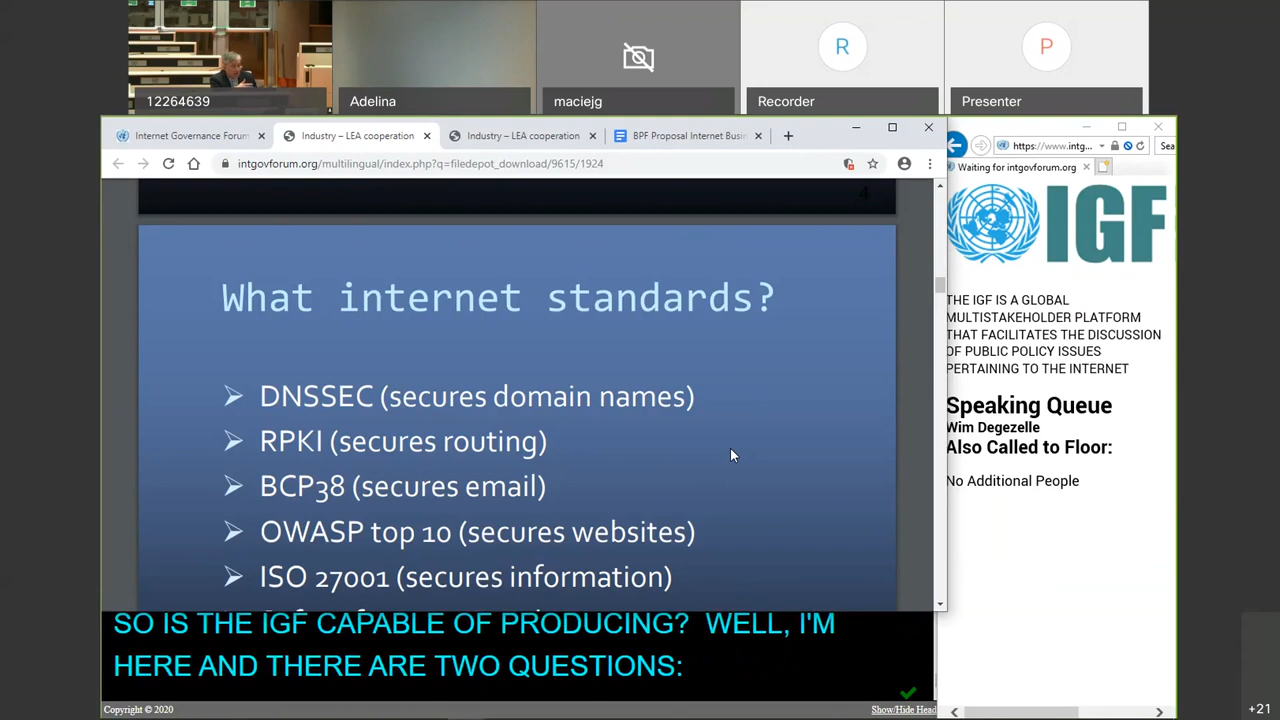 12264639
Adelina
maciejg
R
Recorder
P
Presenter
Internet Governance Forum
Industry – LEA cooperation
Industry – LEA cooperation
BPF Proposal Internet Busin
intgovforum.org/multilingual/index.php?q=filedepot_download/9615/1924
https://www.intg...
Sea
Waiting for intgovforum.org
4
What internet standards?
DNSSEC (secures domain names)
RPKI (secures routing)
BCP38 (secures email)
OWASP top 10 (secures websites)
ISO 27001 (secures information)
IGF
THE IGF IS A GLOBAL
MULTISTAKEHOLDER PLATFORM
THAT FACILITATES THE DISCUSSION
OF PUBLIC POLICY ISSUES
PERTAINING TO THE INTERNET
Speaking Queue
Wim Degezelle
Also Called to Floor:
No Additional People
SO IS THE IGF CAPABLE OF PRODUCING? WELL, I'M
HERE AND THERE ARE TWO QUESTIONS:
Copyright © 2020
Show/Hide Head
+21